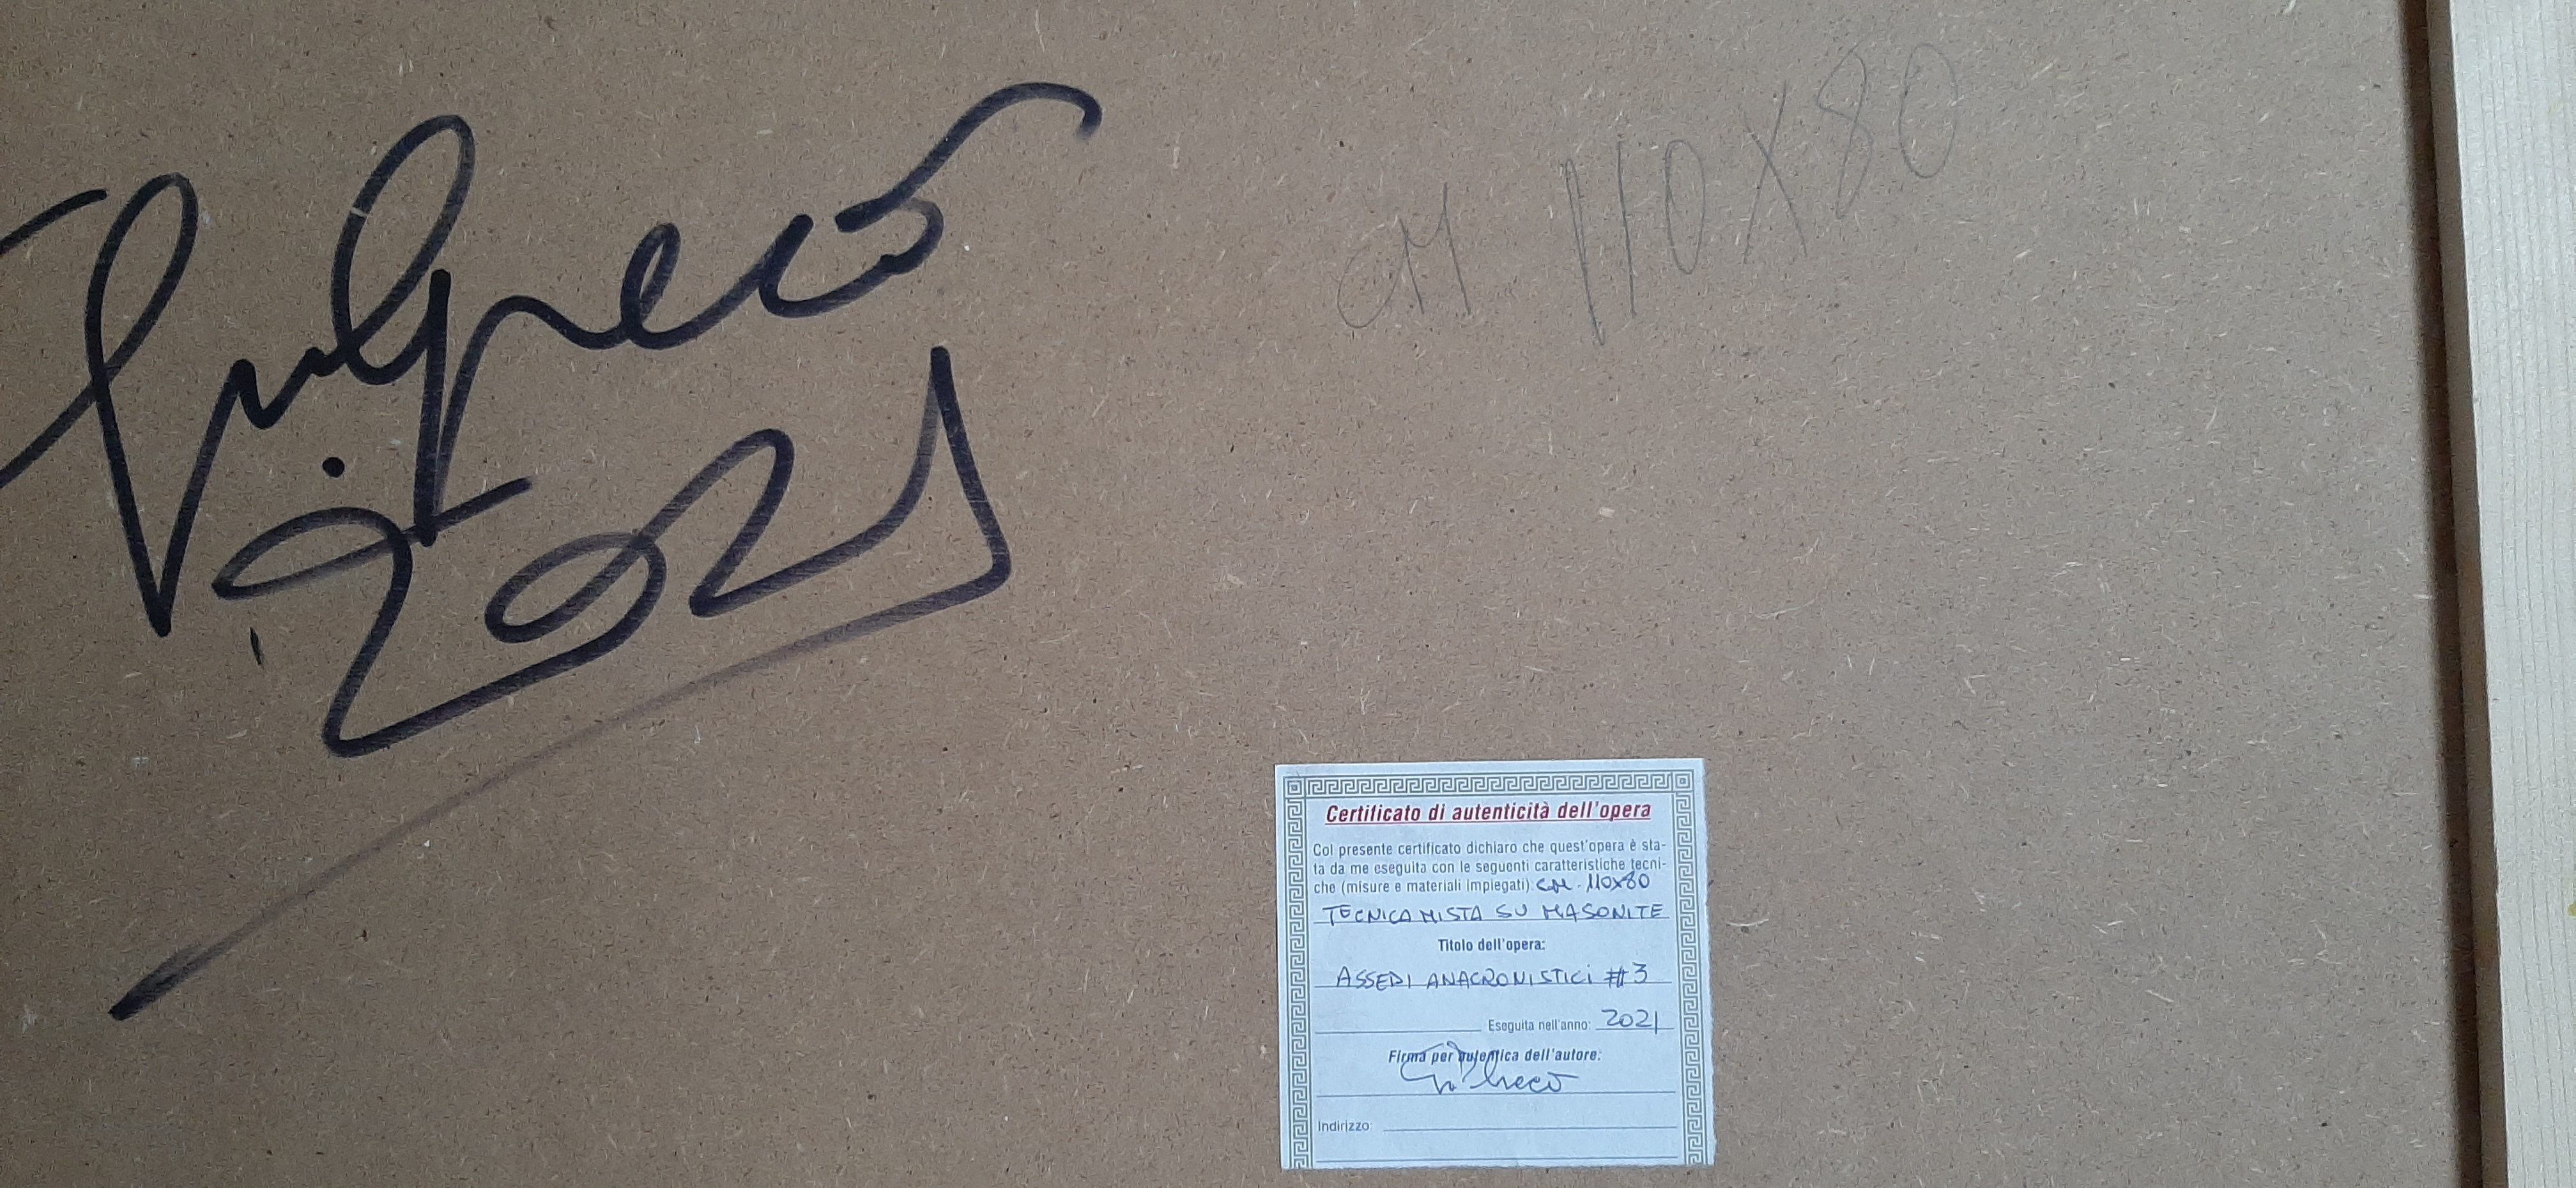 2021
CM 110X80
Certificato di autenticità dell'opera
Col presente certificato dichiaro che quest'opera è sta-
ta da me eseguita con le seguenti caratteristiche tecni-
che (misure e materiali impiegati) CM. 110x80
TECNICA MISTA SU MASONITE
Titolo dell'opera:
ASSEDI ANACRONISTICI #3
Eseguita nell'anno: 2021
Firma per autentica dell'autore:
Indirizzo: